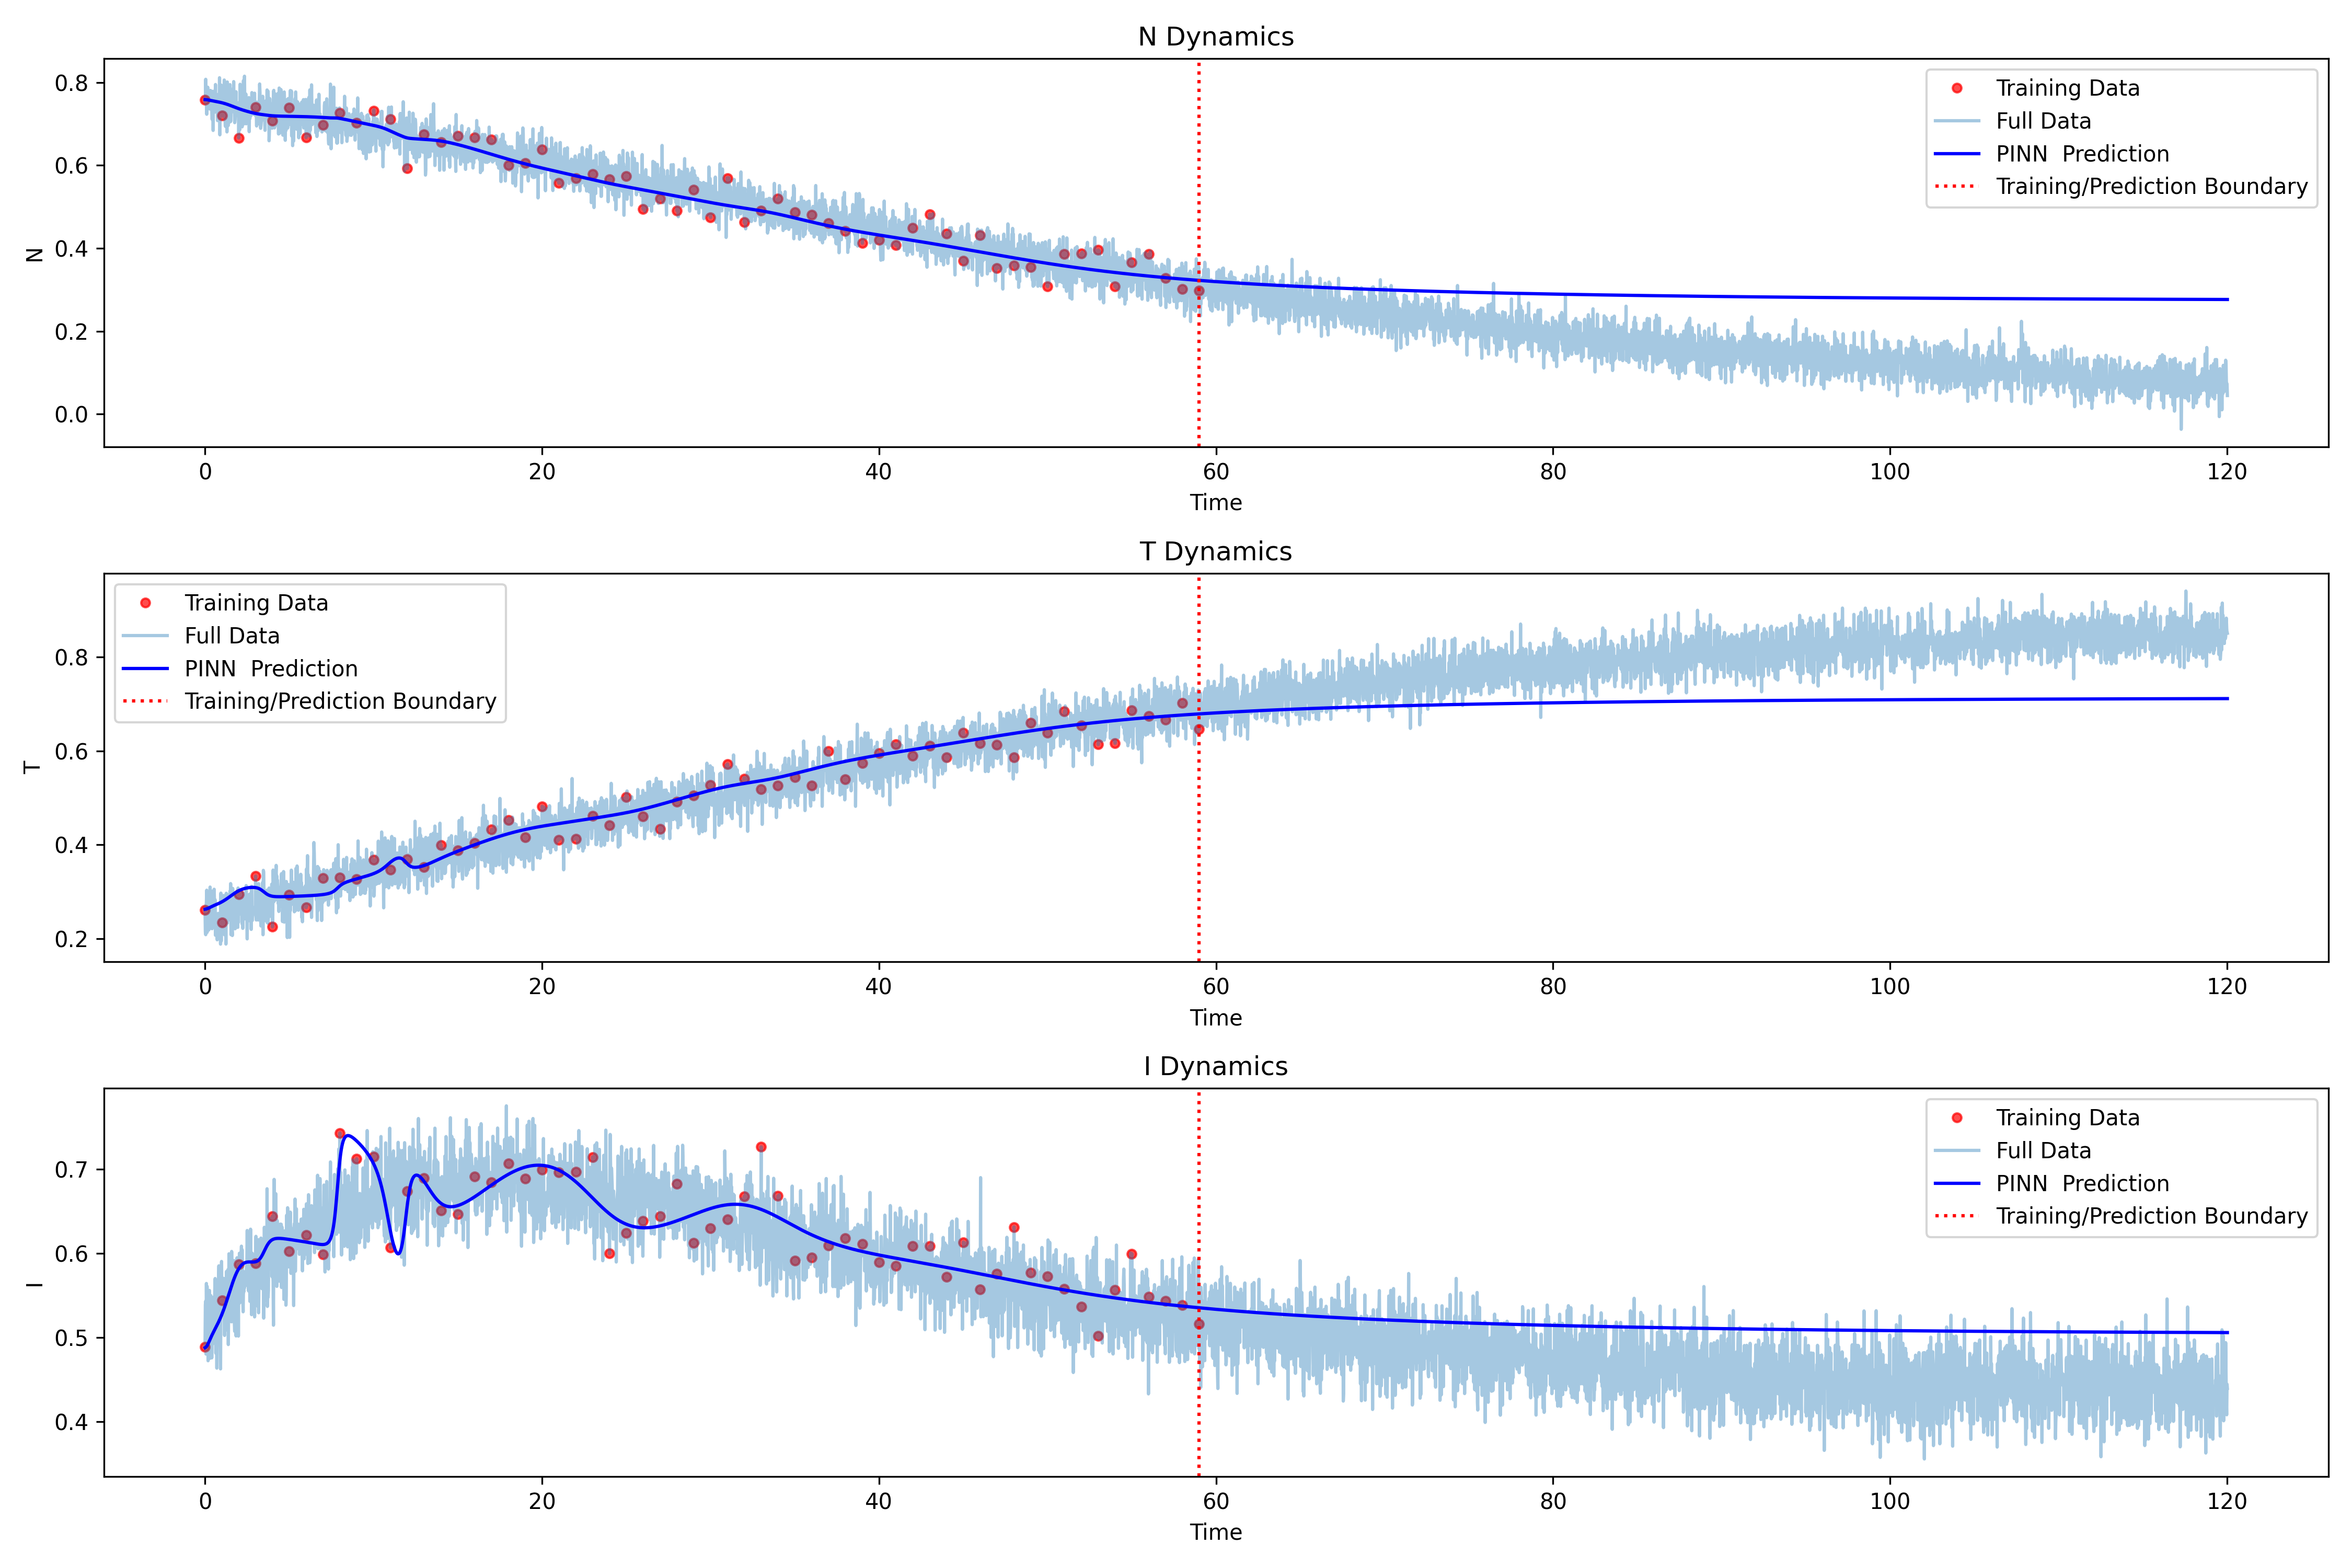 N Dynamics
0.8
0.6
0.4
0.2
0.0
N
0 20 40 60 80 100 120
Time
Training Data
Full Data
PINN  Prediction
Training/Prediction Boundary
T Dynamics
0.8
0.6
0.4
0.2
T
0 20 40 60 80 100 120
Time
Training Data
Full Data
PINN  Prediction
Training/Prediction Boundary
I Dynamics
0.7
0.6
0.5
0.4
I
0 20 40 60 80 100 120
Time
Training Data
Full Data
PINN  Prediction
Training/Prediction Boundary